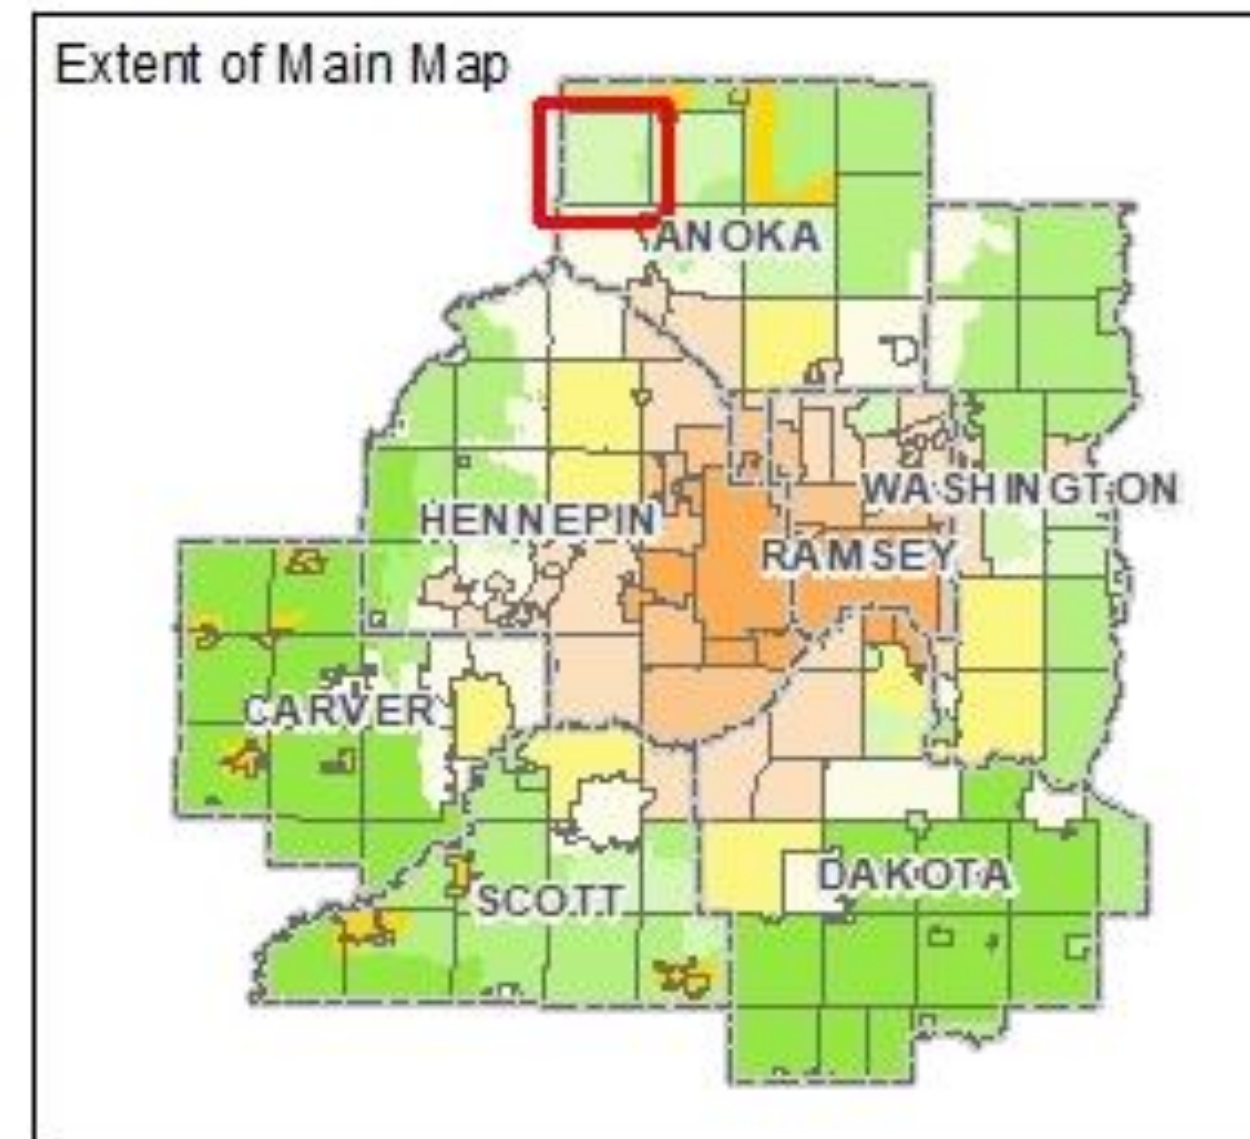 Extent of Main Map
ANOKA
WASHINGTON
HENNEPIN
RAMSEY
CARVER
DAKOTA
SCOTT